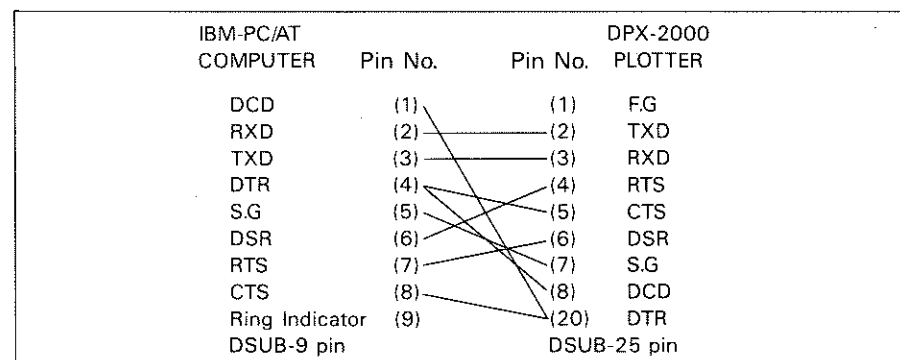 IBM-PC/AT DPX-2000
COMPUTER Pin No. Pin No. PLOTTER
DCD (1) (1) F.G
RXD (2) (2) TXD
TXD (3) (3) RXD
DTR (4) (4) RTS
S.G (5) (5) CTS
DSR (6) (6) DSR
RTS (7) (7) S.G
CTS (8) (8) DCD
Ring Indicator (9) (20) DTR
DSUB-9 pin DSUB-25 pin